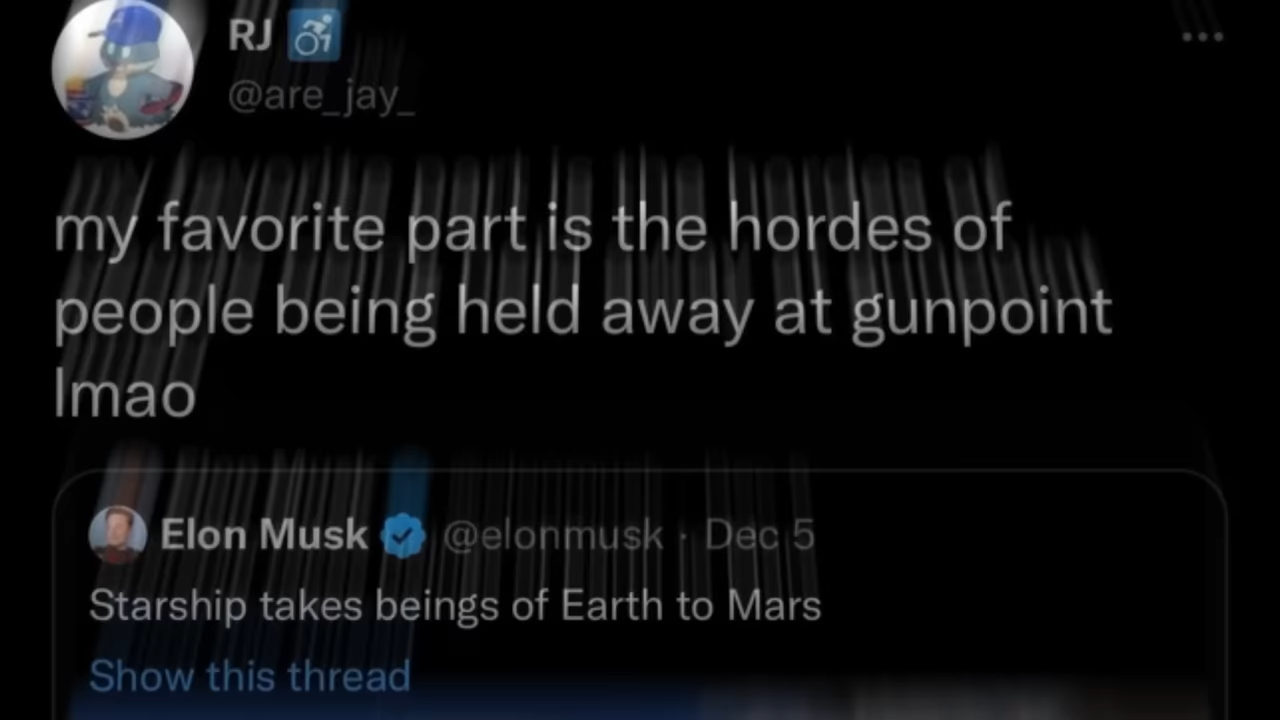 RJ
@are_jay_
my favorite part is the hordes of
people being held away at gunpoint
lmao
Elon Musk @elonmusk · Dec 5
Starship takes beings of Earth to Mars
Show this thread